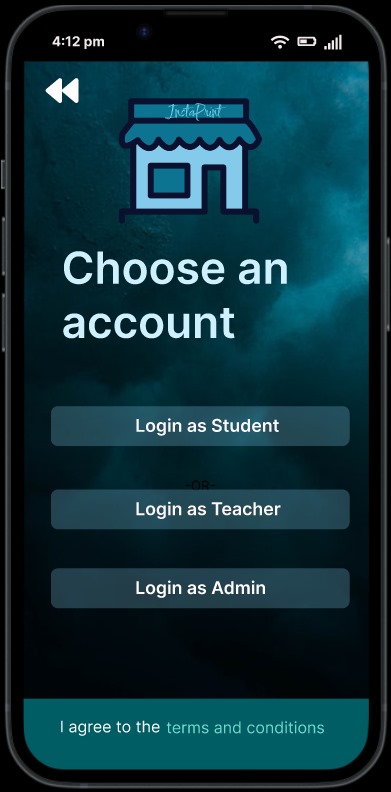 4:12 pm
InstaPrint
Choose an
account
Login as Student
-OR-
Login as Teacher
Login as Admin
I agree to the terms and conditions